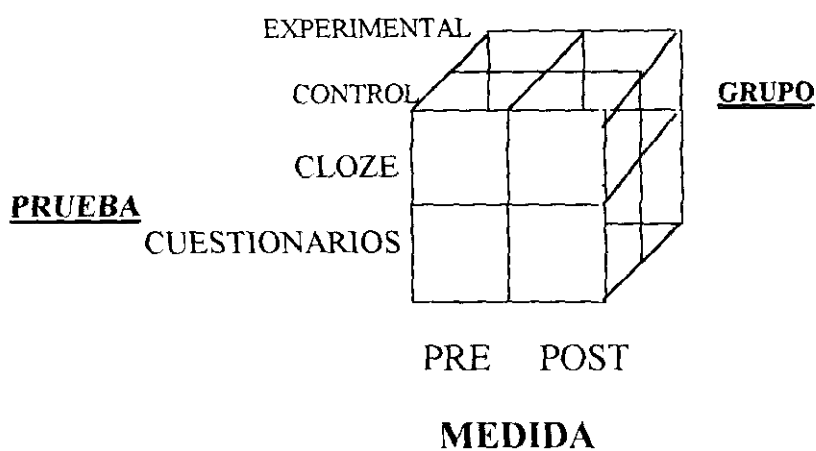 EXPERIMENTAL
CONTROL
GRUPO
CLOZE
PRUEBA
CUESTIONARIOS
PRE POST
MEDIDA